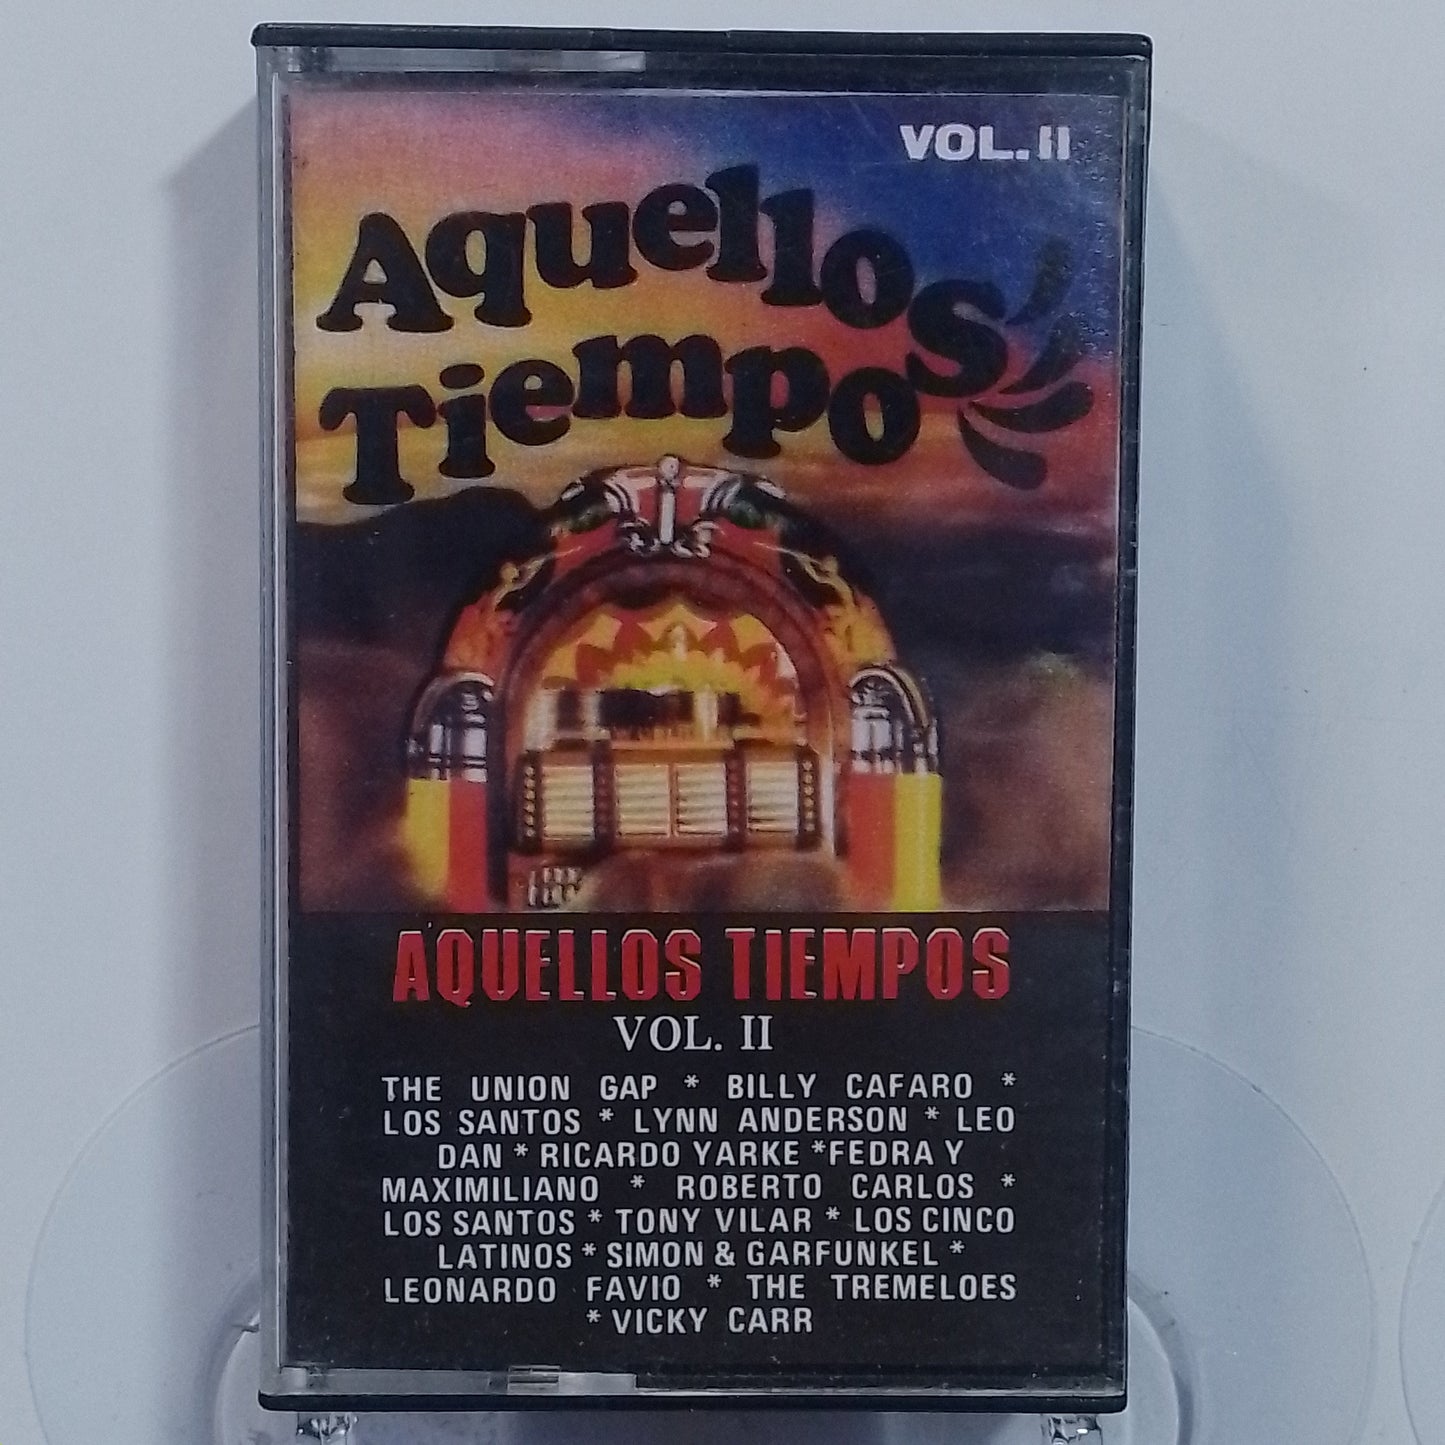 VOL. II
Aquellos
Tiempos
AQUELLOS TIEMPOS
VOL. II
THE UNION GAP * BILLY CAFARO *
LOS SANTOS * LYNN ANDERSON * LEO
DAN * RICARDO YARKE *FEDRA Y
MAXIMILIANO * ROBERTO CARLOS *
LOS SANTOS * TONY VILAR * LOS CINCO
LATINOS * SIMON & GARFUNKEL *
LEONARDO FAVIO * THE TREMELOES
* VICKY CARR